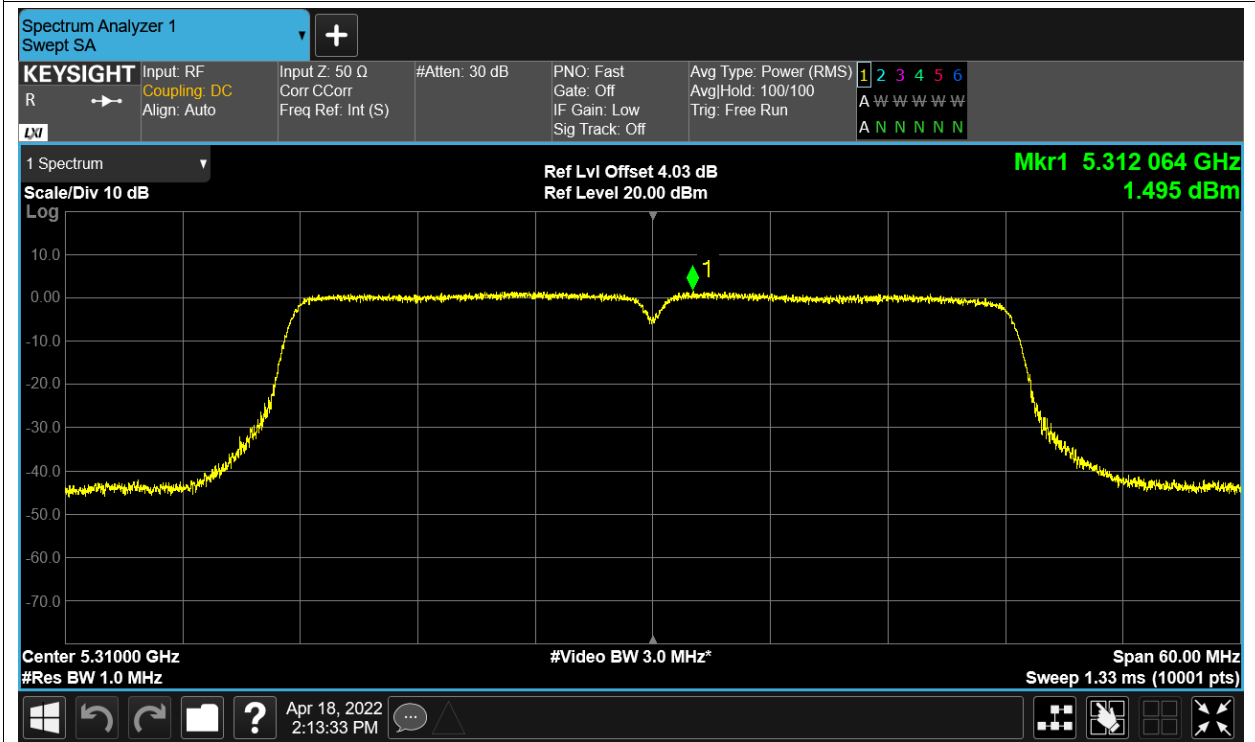 Spectrum Analyzer 1
Swept SA
+
KEYSIGHT
R
LXI
Input: RF
Coupling: DC
Align: Auto
Input Z: 50 Ω
Corr CCorr
Freq Ref: Int (S)
#Atten: 30 dB
PNO: Fast
Gate: Off
IF Gain: Low
Sig Track: Off
Avg Type: Power (RMS)
Avg|Hold: 100/100
Trig: Free Run
1 2 3 4 5 6
A W W W W W
A N N N N N
1 Spectrum
Scale/Div 10 dB
Log
Ref Lvl Offset 4.03 dB
Ref Level 20.00 dBm
Mkr1 5.312 064 GHz
1.495 dBm
10.0
1
0.00
-10.0
-20.0
-30.0
-40.0
-50.0
-60.0
-70.0
Center 5.31000 GHz
#Res BW 1.0 MHz
#Video BW 3.0 MHz*
Span 60.00 MHz
Sweep 1.33 ms (10001 pts)
?
Apr 18, 2022
2:13:33 PM